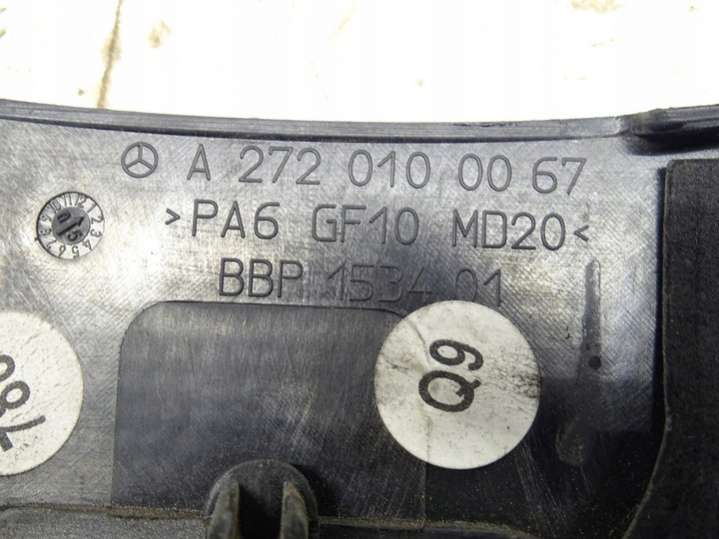 A 272 010 00 67
>PA6 GF10 MD20<
BBP 1534 01
Q9